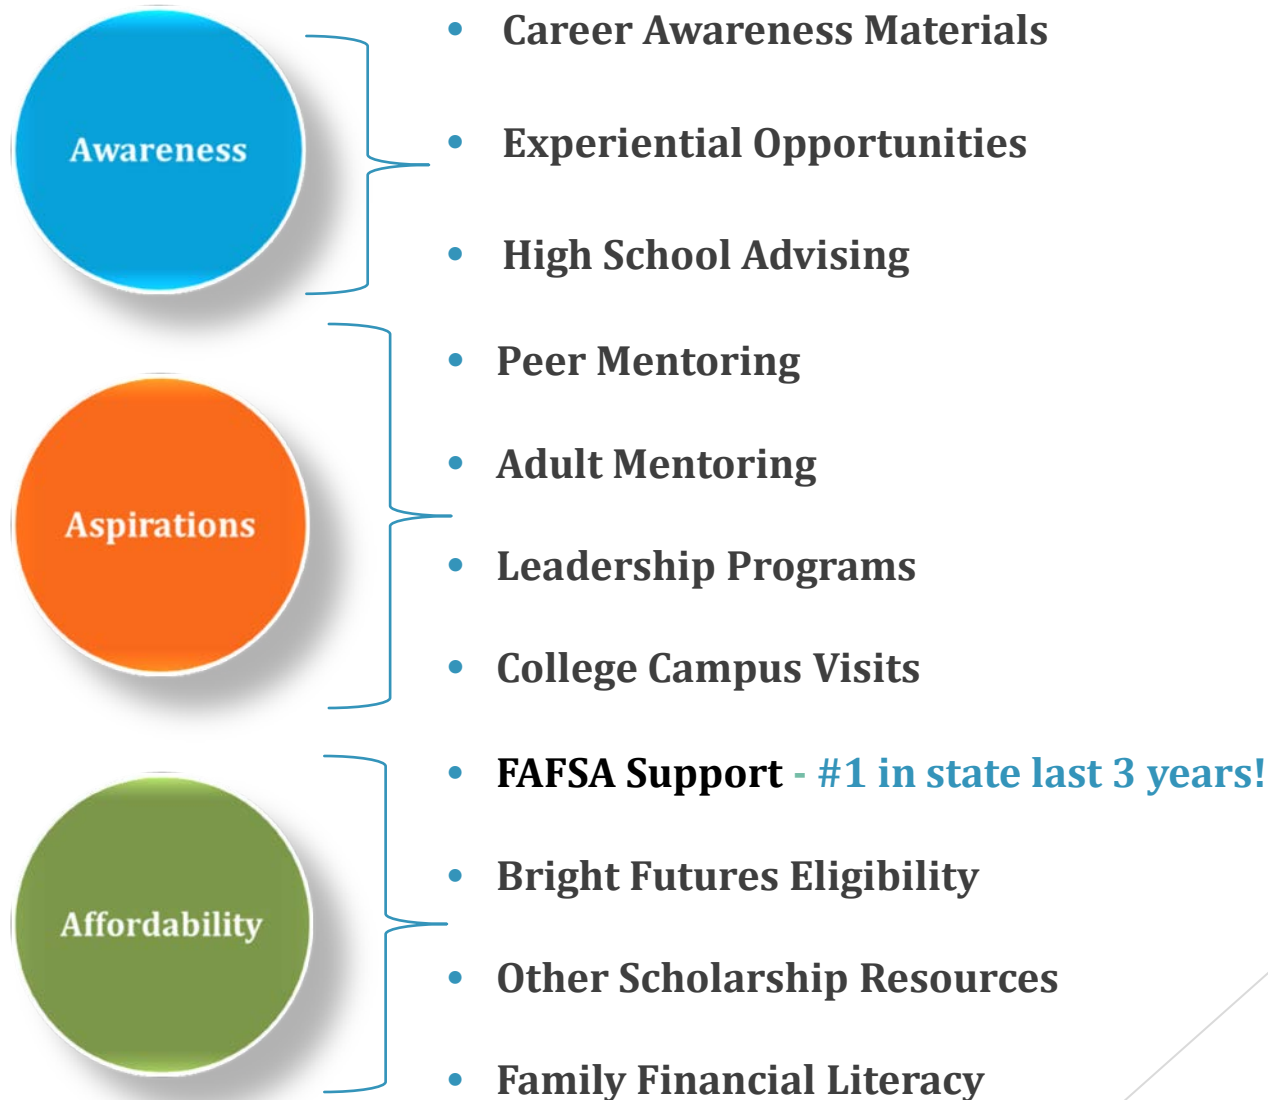 Awareness
• Career Awareness Materials
• Experiential Opportunities
• High School Advising
Aspirations
• Peer Mentoring
• Adult Mentoring
• Leadership Programs
• College Campus Visits
Affordability
• FAFSA Support - #1 in state last 3 years!
• Bright Futures Eligibility
• Other Scholarship Resources
• Family Financial Literacy